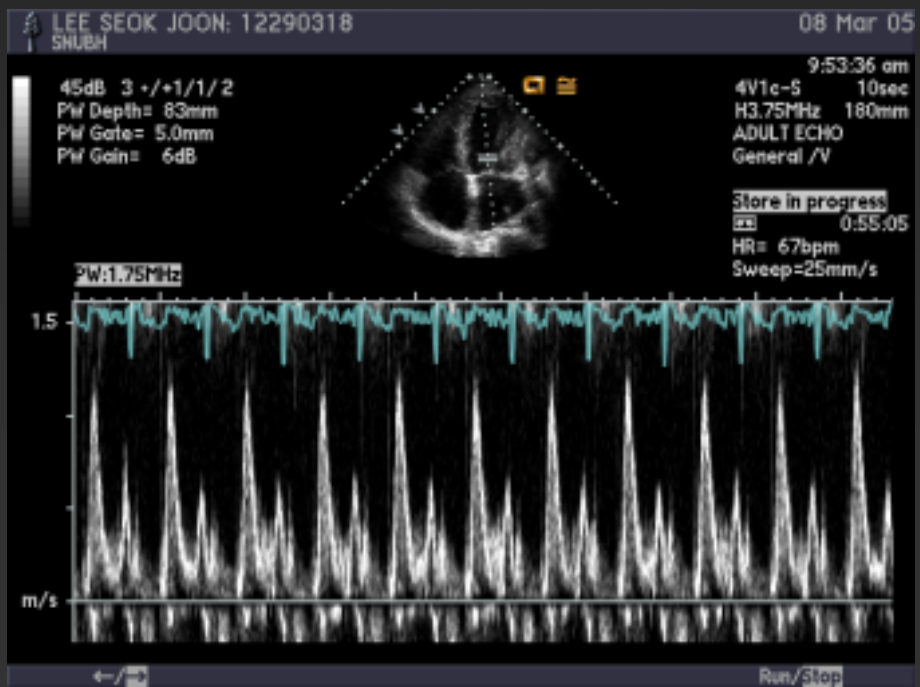 LEE SEOK JOON: 12290318
08 Mar 05
SNUBH
9:53:36 am
45dB 3 +/+1/1/2
PW Depth= 83mm
PW Gate= 5.0mm
PW Gain= 6dB
4V1c-S 10sec
H3.75MHz 180mm
ADULT ECHO
General /V
Store in progress
0:55:05
HR= 67bpm
Sweep=25mm/s
PW:1.75MHz
1.5
m/s
←/→
Run/Stop